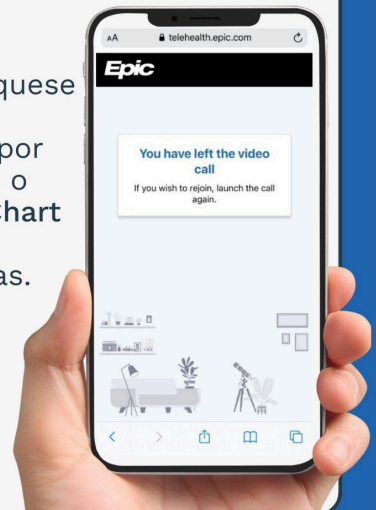 quese
por
o
Chart
as.
AA telehealth.epic.com
Epic
You have left the video
call
If you wish to rejoin, launch the call
again.